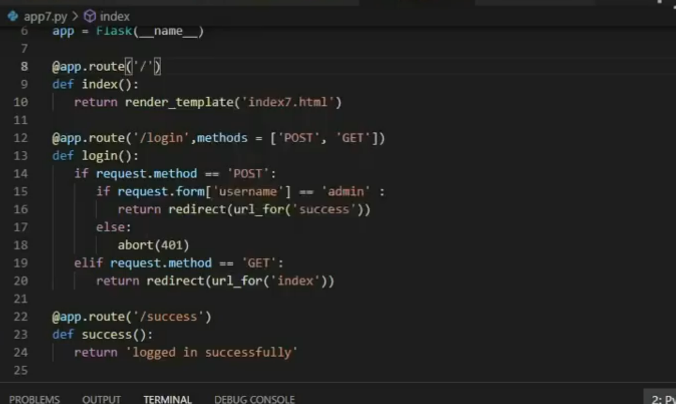 app7.py > index
6 app = Flask(__name__)
7
8 @app.route('/')
9 def index():
10 return render_template('index7.html')
11
12 @app.route('/login',methods = ['POST', 'GET'])
13 def login():
14 if request.method == 'POST':
15 if request.form['username'] == 'admin' :
16 return redirect(url_for('success'))
17 else:
18 abort(401)
19 elif request.method == 'GET':
20 return redirect(url_for('index'))
21
22 @app.route('/success')
23 def success():
24 return 'logged in successfully'
25
PROBLEMS OUTPUT TERMINAL DEBUG CONSOLE 2: Py